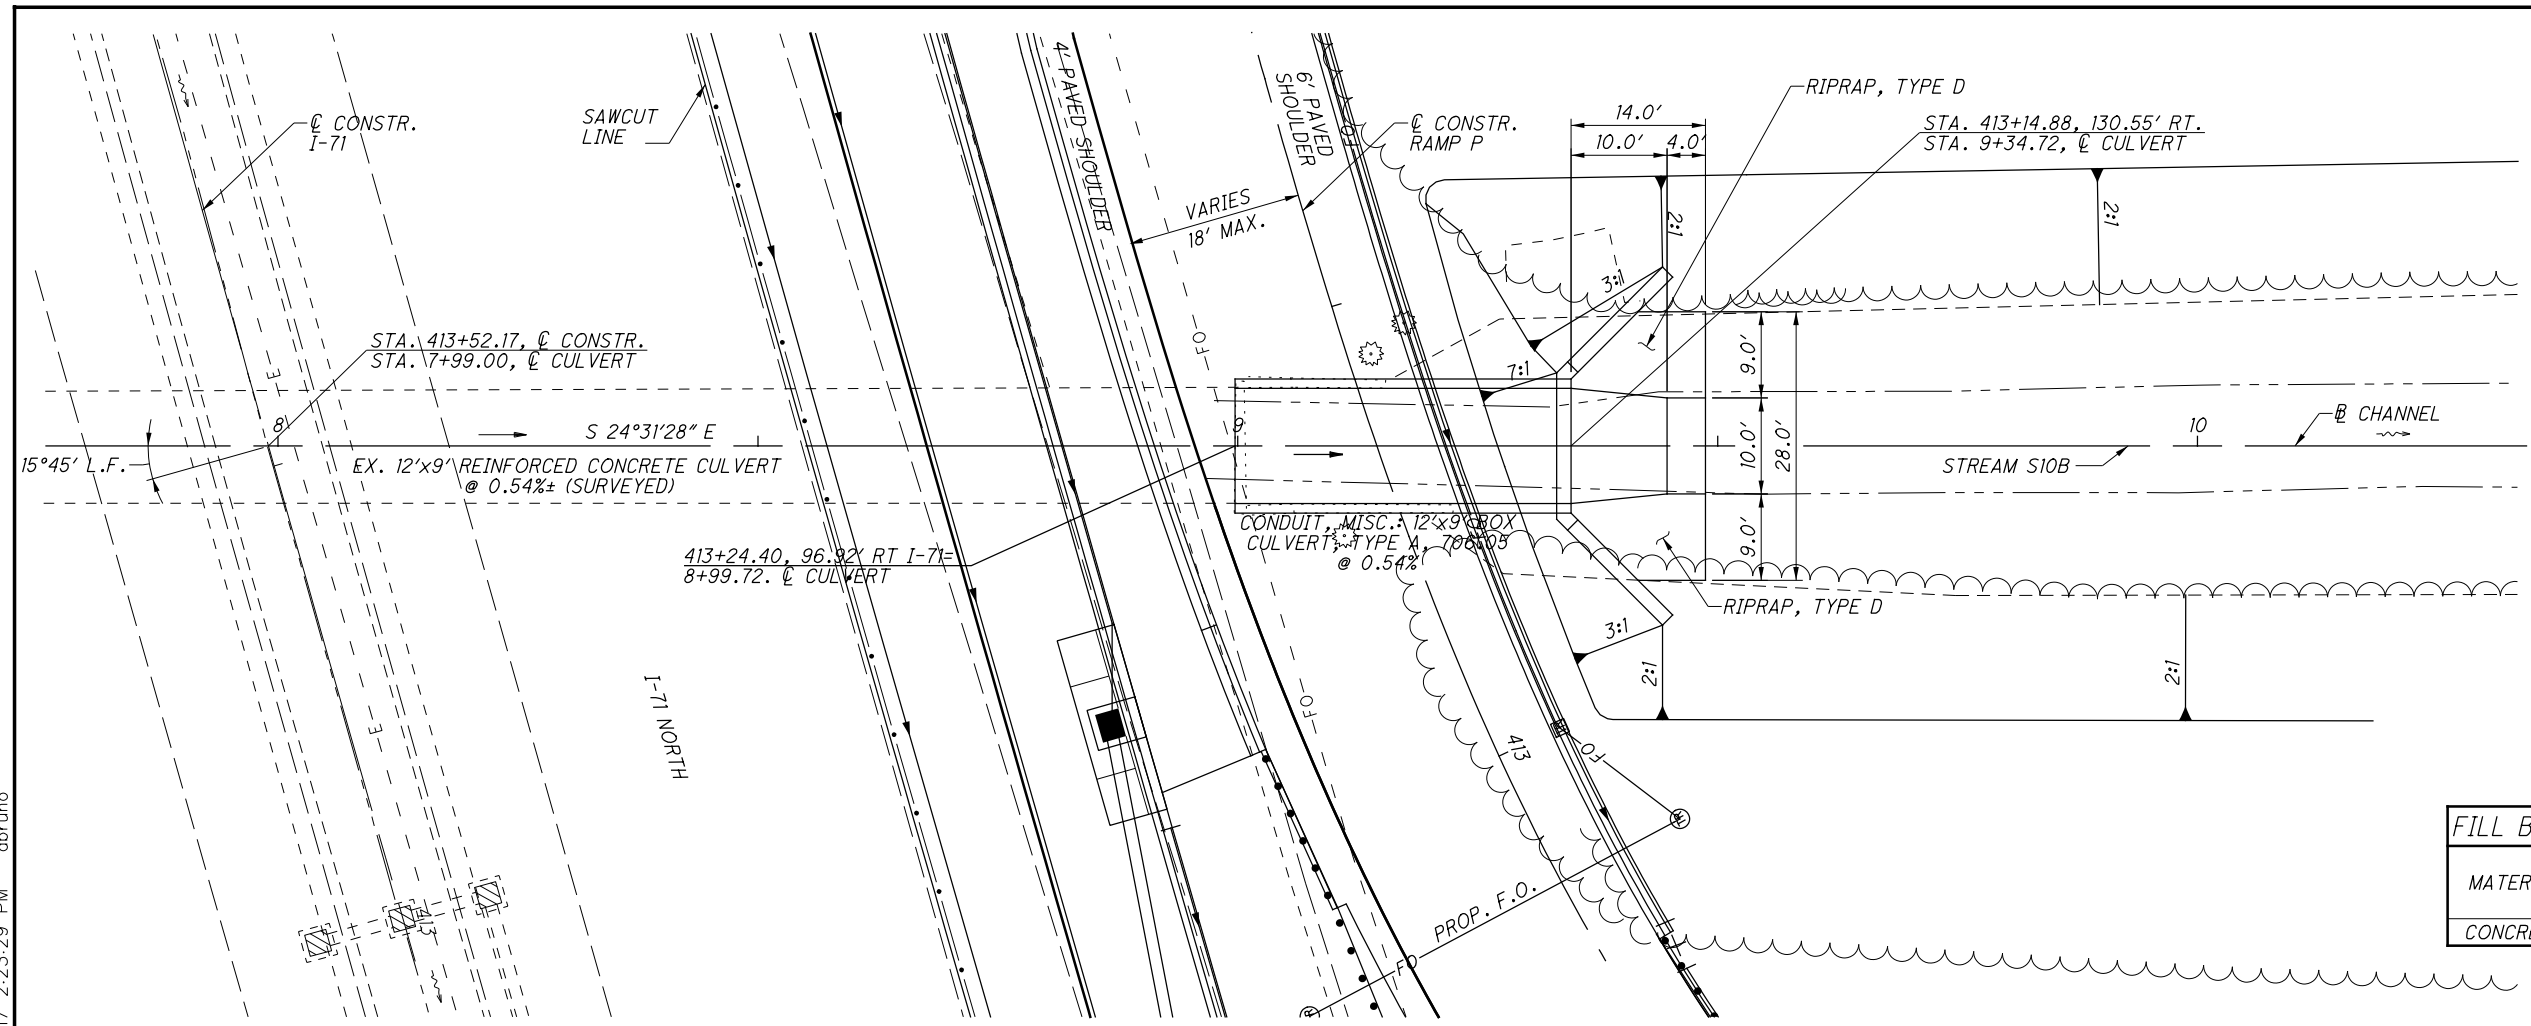 ℄ CONSTR.
I-71
SAWCUT
LINE
4' PAVED SHOULDER
6' PAVED
SHOULDER
VARIES
18' MAX.
℄ CONSTR.
RAMP P
14.0'
10.0'
4.0'
RIPRAP, TYPE D
STA. 413+14.88, 130.55' RT.
STA. 9+34.72, ℄ CULVERT
2:1
2:1
3:1
7:1
FO
FO
STA. 413+52.17, ℄ CONSTR.
STA. 7+99.00, ℄ CULVERT
E
8
9
10
15°45' L.F.
S 24°31'28" E
EX. 12'x9' REINFORCED CONCRETE CULVERT
@ 0.54%± (SURVEYED)
9.0'
10.0'
28.0'
9.0'
STREAM S10B
CHANNEL
413+24.40, 96.92' RT I-71=
8+99.72. ℄ CULVERT
CONDUIT, MISC.: 12'x9' BOX
CULVERT, TYPE A, 706.05
@ 0.54%
RIPRAP, TYPE D
3:1
2:1
2:1
I-71 NORTH
E
FO
413
FO
PROP. F.O.
FO
413
FILL B
MATER
CONCRE
2:23:29 PM